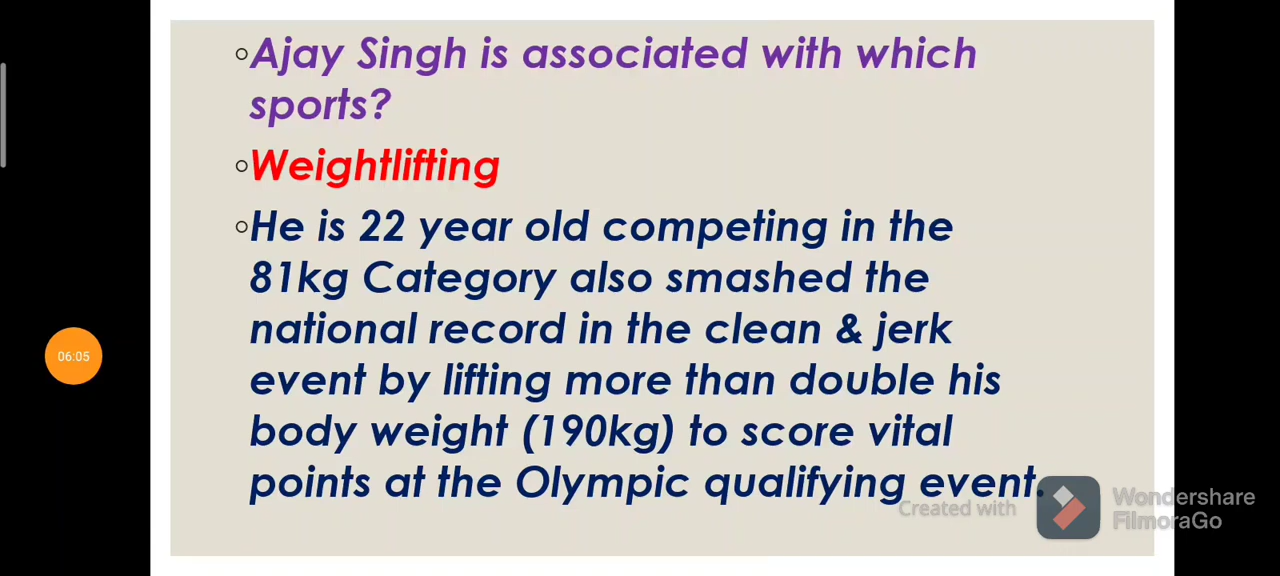 Ajay Singh is associated with which
sports?
Weightlifting
He is 22 year old competing in the
81kg Category also smashed the
national record in the clean & jerk
event by lifting more than double his
body weight (190kg) to score vital
points at the Olympic qualifying event.
06:05
Created with
Wondershare
FilmoraGo